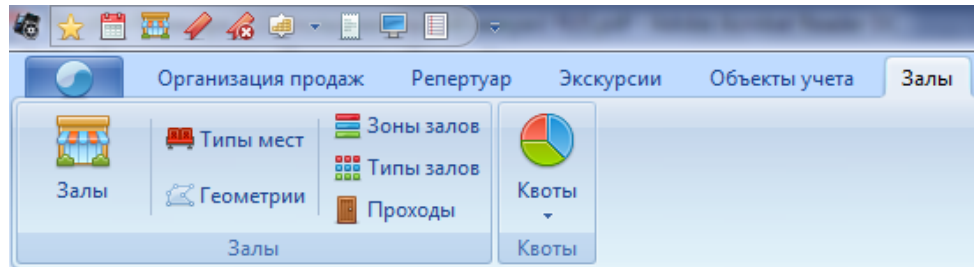 Организация продаж Репертуар Экскурсии Объекты учета Залы
Залы
Типы мест
Геометрии
Зоны залов
Типы залов
Проходы
Залы
Квоты
Квоты